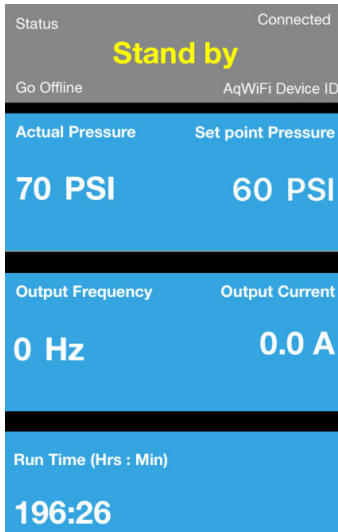 Status Connected
Stand by
Go Offline AqWiFi Device ID
Actual Pressure Set point Pressure
70 PSI 60 PSI
Output Frequency Output Current
0 Hz 0.0 A
Run Time (Hrs : Min)
196:26